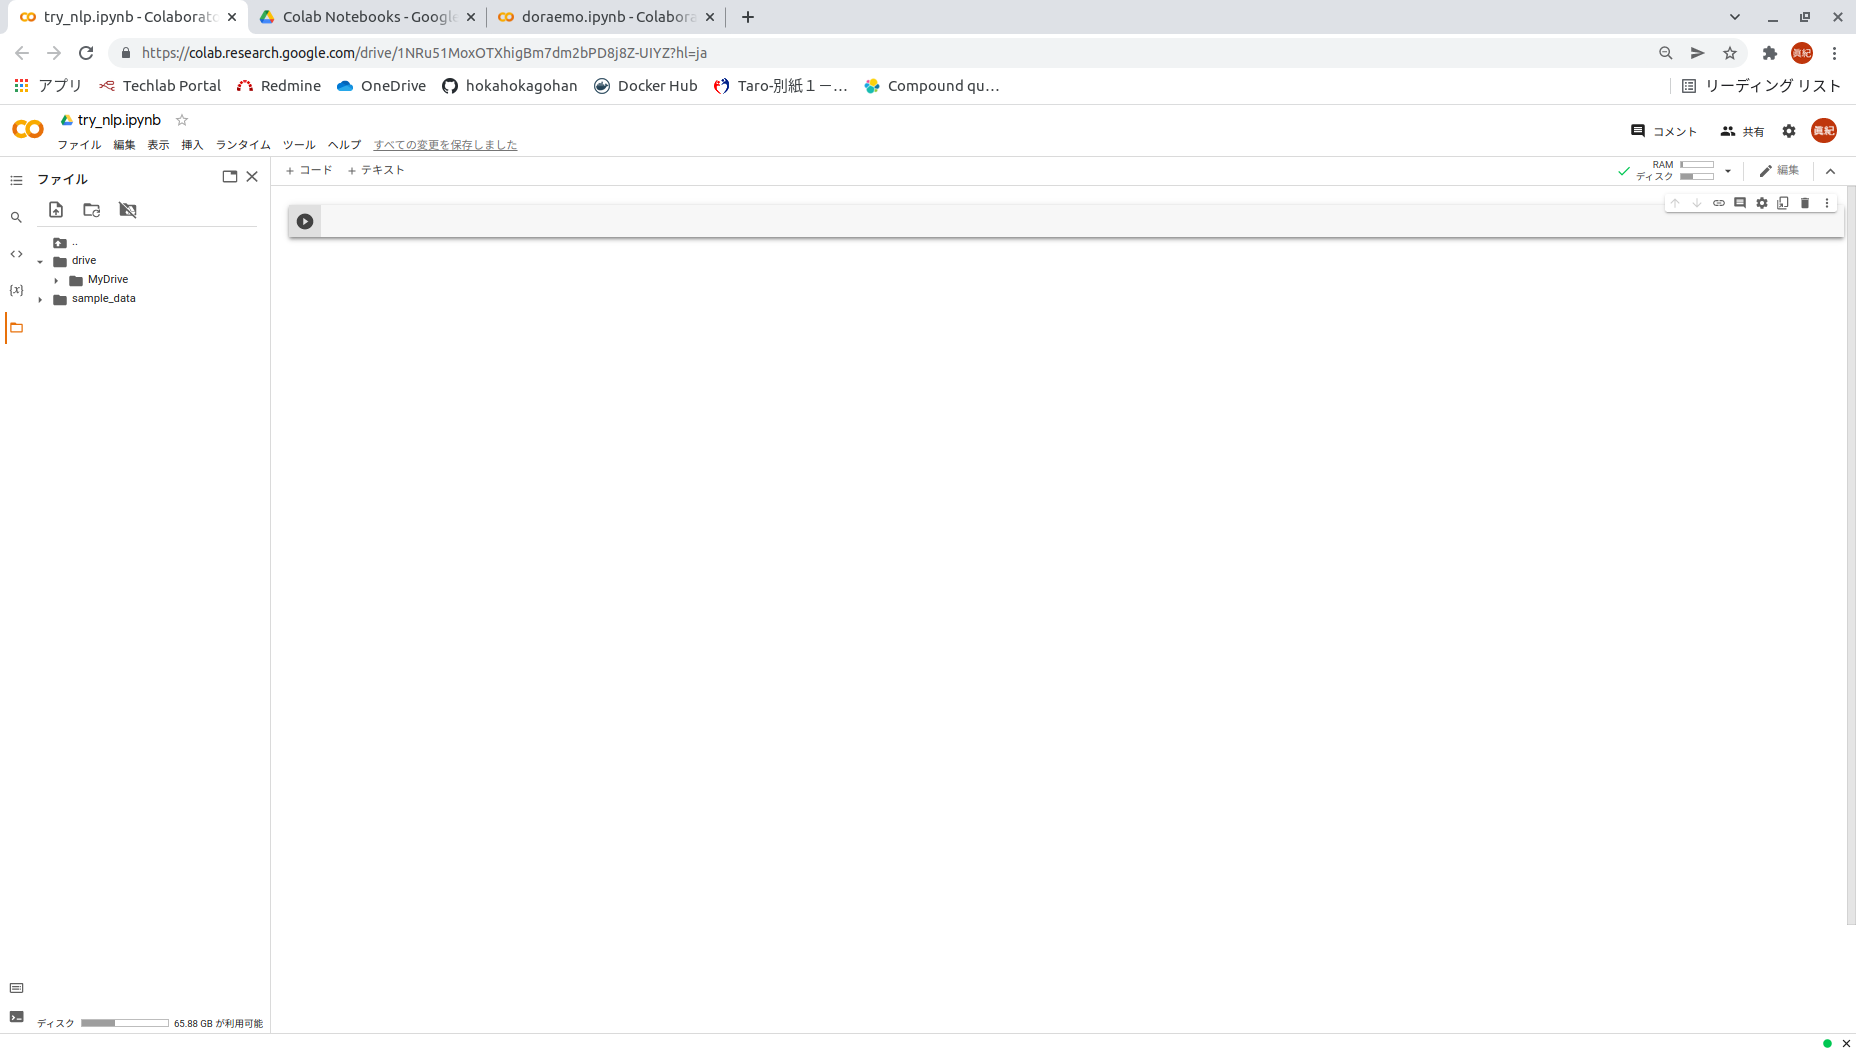 try_nlp.ipynb - Colaborato
Colab Notebooks - Google
doraemo.ipynb - Colabora
https://colab.research.google.com/drive/1NRu51MoxOTXhigBm7dm2bPD8j8Z-UIYZ?hl=ja
眞紀
アプリ
Techlab Portal
Redmine
OneDrive
hokahokagohan
Docker Hub
Taro-別紙１－...
Compound qu...
リーディング リスト
try_nlp.ipynb
コメント
共有
眞紀
ファイル 編集 表示 挿入 ランタイム ツール ヘルプ すべての変更を保存しました
ファイル
+ コード + テキスト
RAM
ディスク
編集
..
drive
MyDrive
sample_data
{x}
ディスク 65.88 GB が利用可能